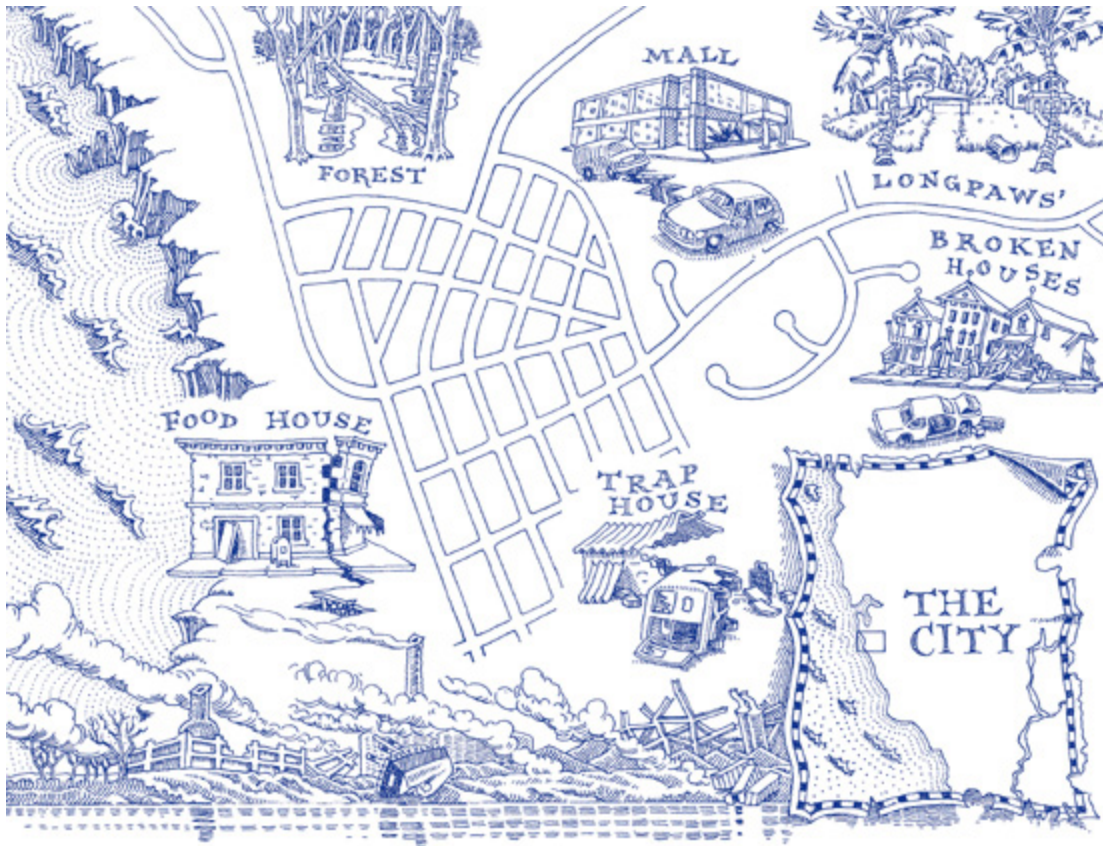 MALL
FOREST
LONGPAWS'
BROKEN
HOUSES
FOOD HOUSE
TRAP
HOUSE
THE
CITY